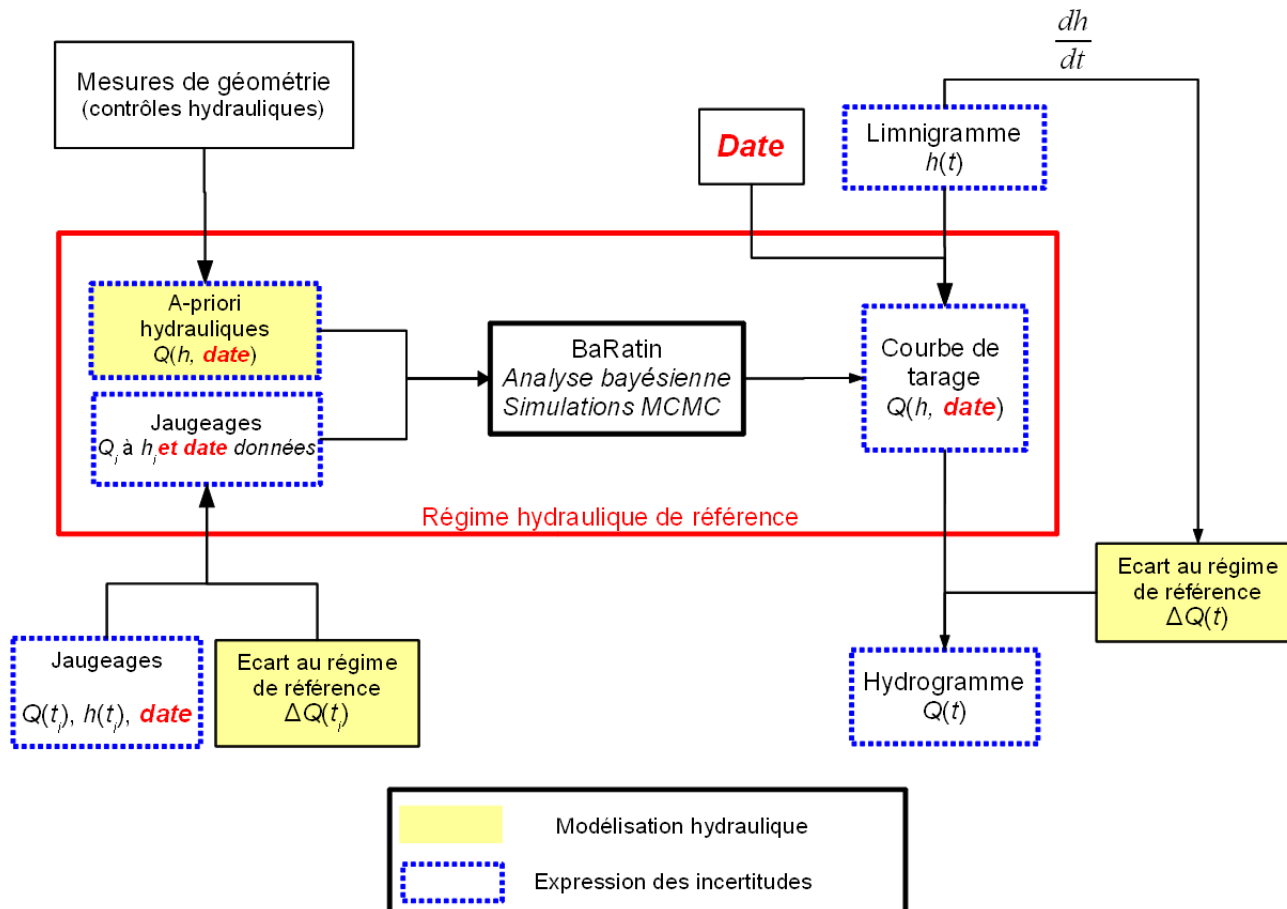 Mesures de géométrie
(contrôles hydrauliques)
dh
dt
Date
Limnigramme
h(t)
A-priori
hydrauliques
Q(h, date)
Jaugeages
Qi à hi et date données
BaRatin
Analyse bayésienne
Simulations MCMC
Courbe de
tarage
Q(h, date)
Régime hydraulique de référence
Jaugeages
Q(ti), h(ti), date
Ecart au régime
de référence
ΔQ(ti)
Ecart au régime
de référence
ΔQ(t)
Hydrogramme
Q(t)
Modélisation hydraulique
Expression des incertitudes